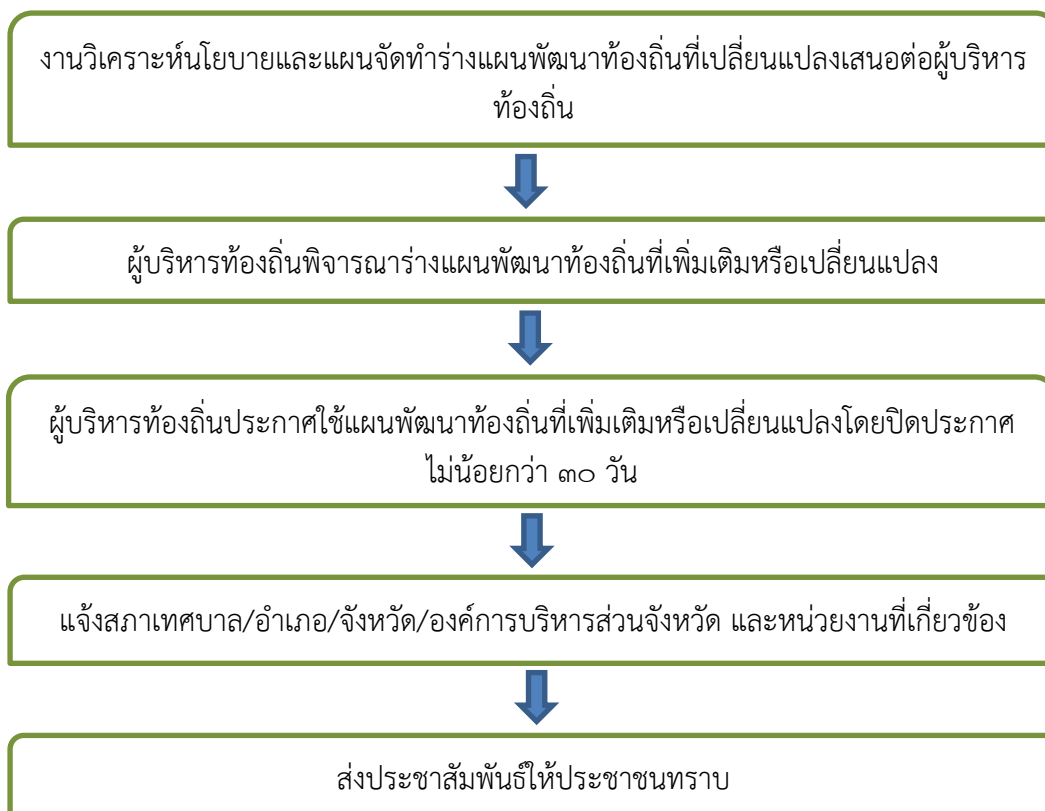 งานวิเคราะห์นโยบายและแผนจัดทำร่างแผนพัฒนาท้องถิ่นที่เปลี่ยนแปลงเสนอต่อผู้บริหาร
ท้องถิ่น
ผู้บริหารท้องถิ่นพิจารณาร่างแผนพัฒนาท้องถิ่นที่เพิ่มเติมหรือเปลี่ยนแปลง
ผู้บริหารท้องถิ่นประกาศใช้แผนพัฒนาท้องถิ่นที่เพิ่มเติมหรือเปลี่ยนแปลงโดยปิดประกาศ
ไม่น้อยกว่า ๓๐ วัน
แจ้งสภาเทศบาล/อำเภอ/จังหวัด/องค์การบริหารส่วนจังหวัด และหน่วยงานที่เกี่ยวข้อง
ส่งประชาสัมพันธ์ให้ประชาชนทราบ